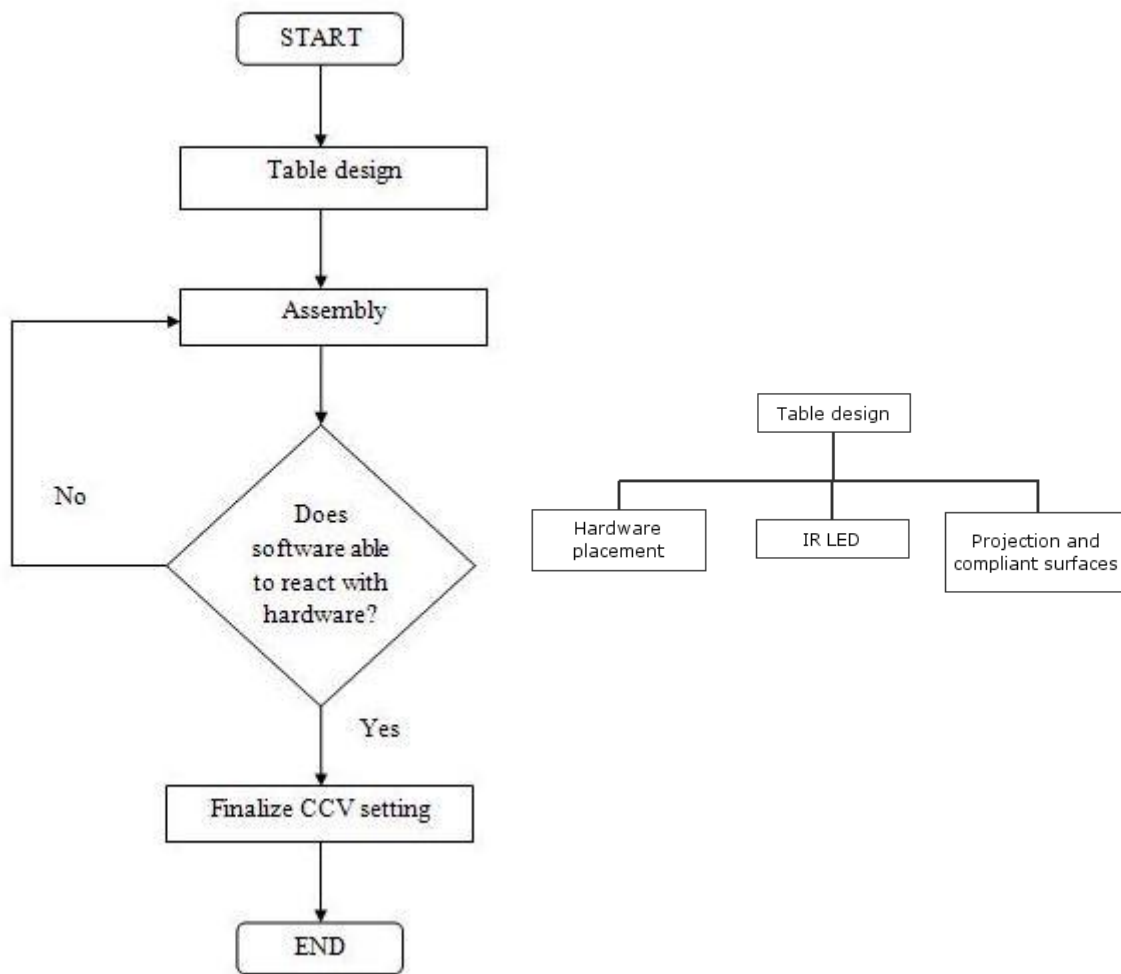 START
Table design
Assembly
No
Does
software able
to react with
hardware?
Yes
Finalize CCV setting
END
Table design
Hardware
placement
IR LED
Projection and
compliant surfaces